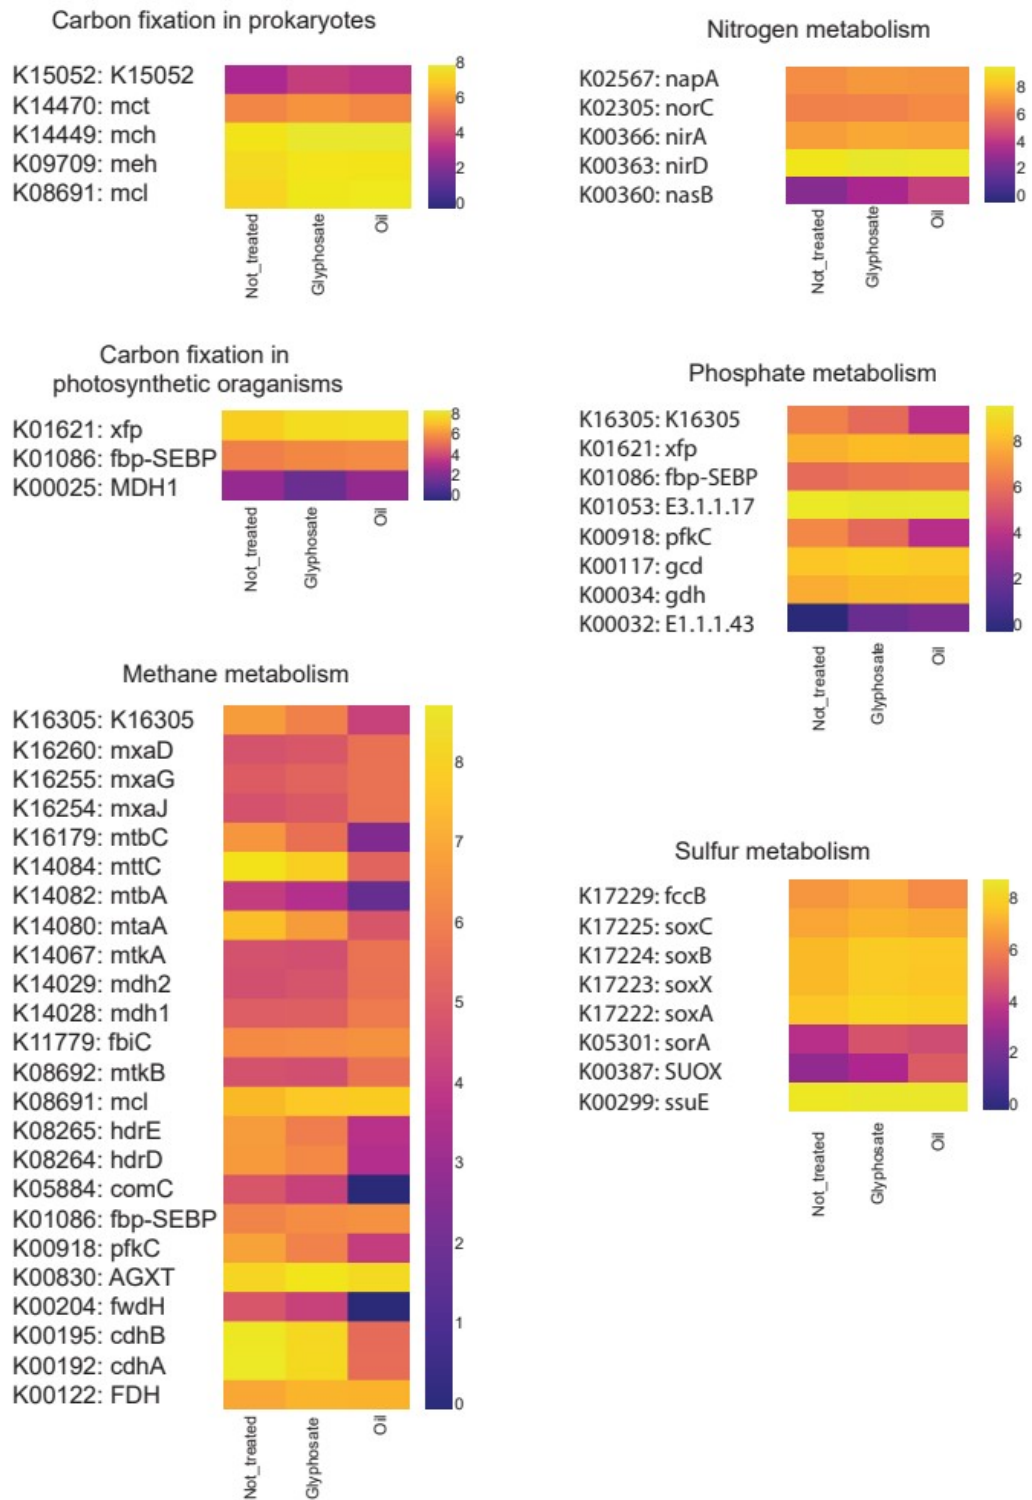 Carbon fixation in prokaryotes
K15052: K15052
K14470: mct
K14449: mch
K09709: meh
K08691: mcl
8
6
4
2
0
Not_treated
Glyphosate
Oil
Nitrogen metabolism
K02567: napA
K02305: norC
K00366: nirA
K00363: nirD
K00360: nasB
8
6
4
2
0
Not_treated
Glyphosate
Oil
Carbon fixation in
photosynthetic oraganisms
K01621: xfp
K01086: fbp-SEBP
K00025: MDH1
8
6
4
2
0
Not_treated
Glyphosate
Oil
Phosphate metabolism
K16305: K16305
K01621: xfp
K01086: fbp-SEBP
K01053: E3.1.1.17
K00918: pfkC
K00117: gcd
K00034: gdh
K00032: E1.1.1.43
8
6
4
2
0
Not_treated
Glyphosate
Oil
Methane metabolism
K16305: K16305
K16260: mxaD
K16255: mxaG
K16254: mxaJ
K16179: mtbC
K14084: mttC
K14082: mtbA
K14080: mtaA
K14067: mtkA
K14029: mdh2
K14028: mdh1
K11779: fbiC
K08692: mtkB
K08691: mcl
K08265: hdrE
K08264: hdrD
K05884: comC
K01086: fbp-SEBP
K00918: pfkC
K00830: AGXT
K00204: fwdH
K00195: cdhB
K00192: cdhA
K00122: FDH
8
7
6
5
4
3
2
1
0
Not_treated
Glyphosate
Oil
Sulfur metabolism
K17229: fccB
K17225: soxC
K17224: soxB
K17223: soxX
K17222: soxA
K05301: sorA
K00387: SUOX
K00299: ssuE
8
6
4
2
0
Not_treated
Glyphosate
Oil